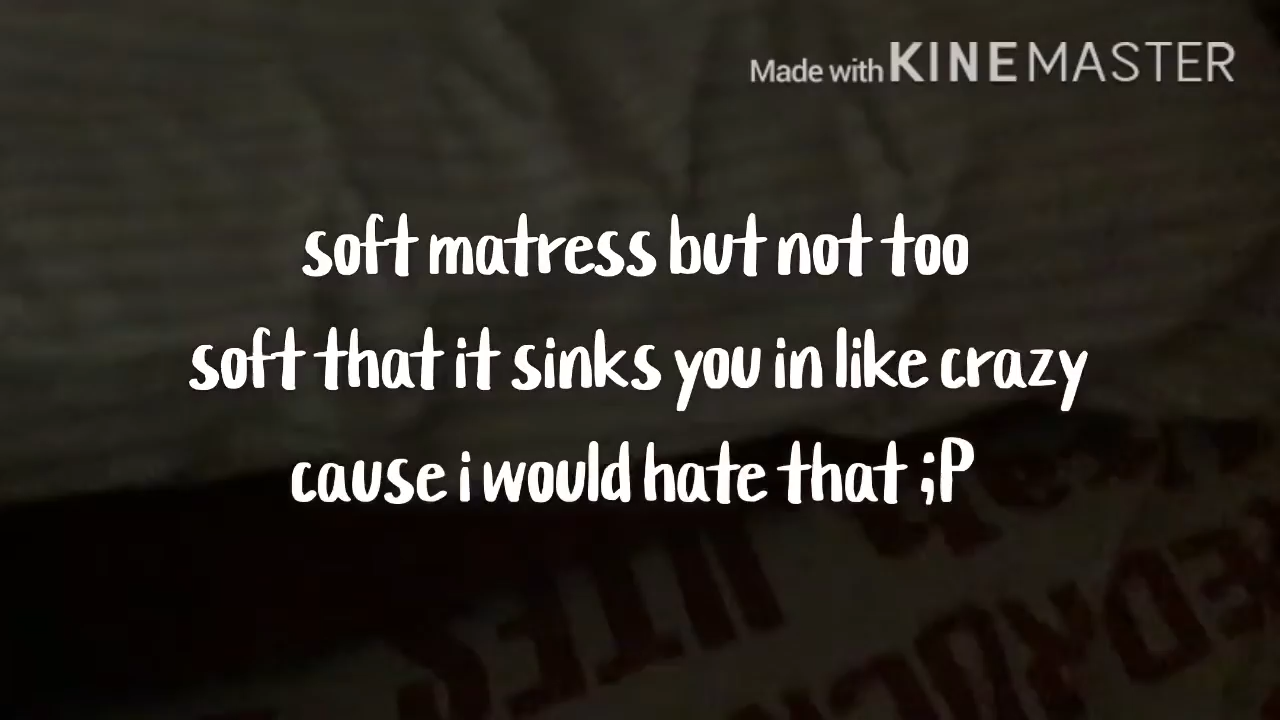 Made with KINEMASTER
soft matress but not too
soft that it sinks you in like crazy
cause i would hate that ;P